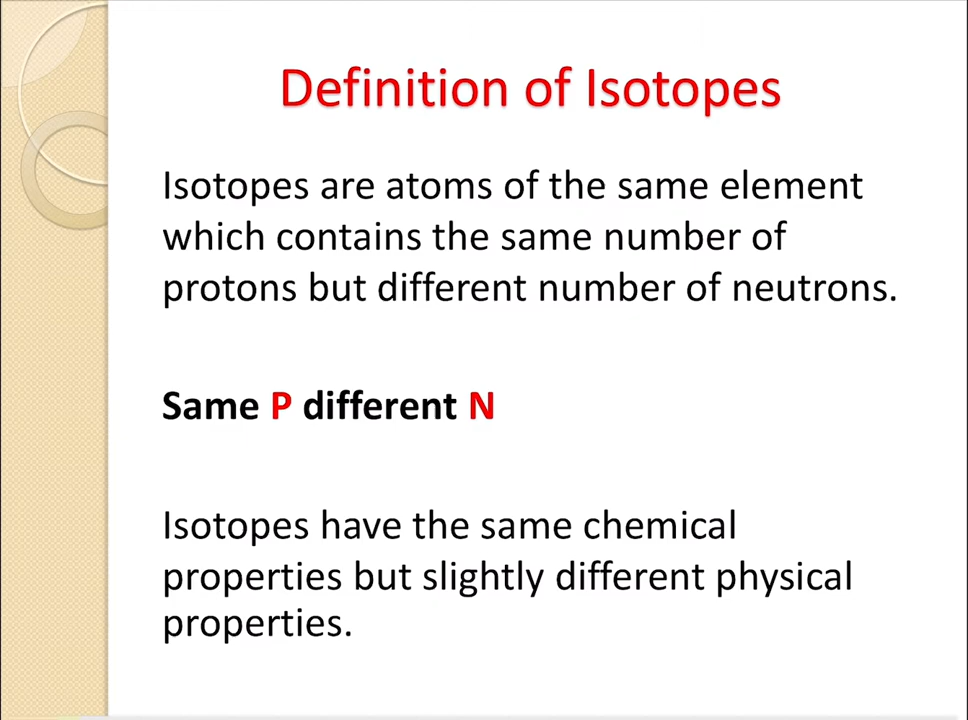 Definition of Isotopes
Isotopes are atoms of the same element
which contains the same number of
protons but different number of neutrons.
Same P different N
Isotopes have the same chemical
properties but slightly different physical
properties.